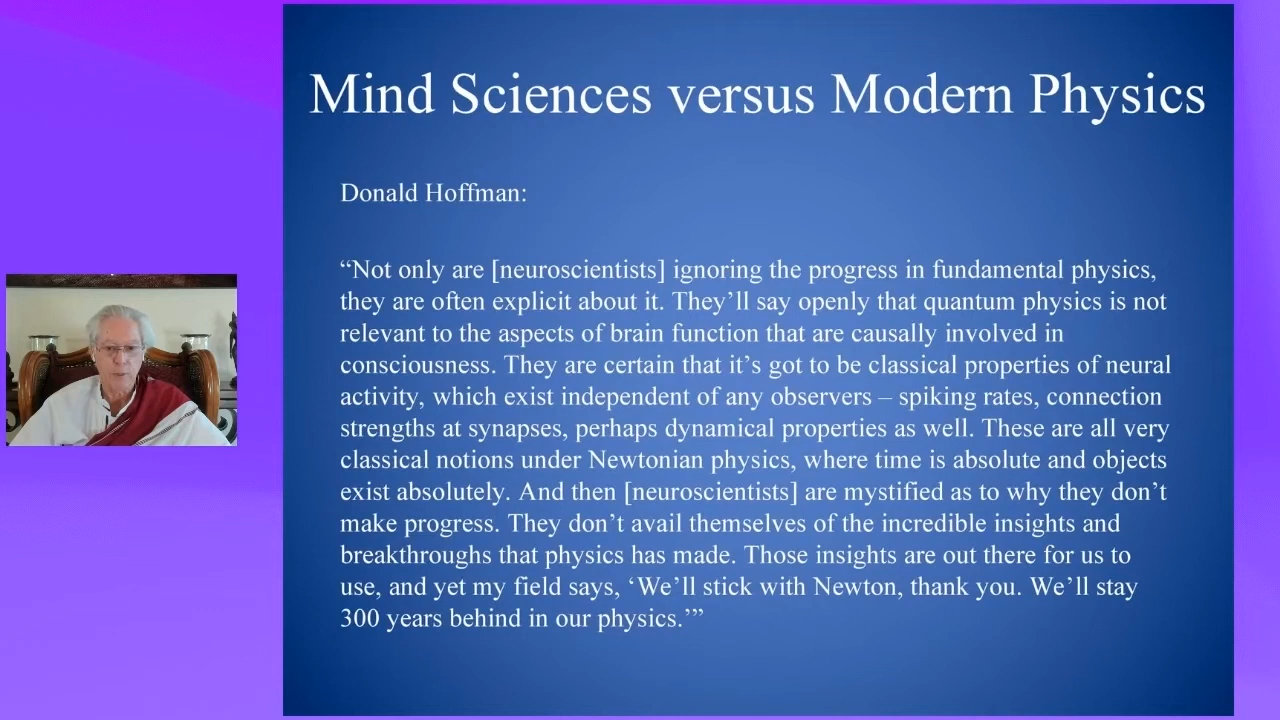 Mind Sciences versus Modern Physics
Donald Hoffman:
“Not only are [neuroscientists] ignoring the progress in fundamental physics,
they are often explicit about it. They’ll say openly that quantum physics is not
relevant to the aspects of brain function that are causally involved in
consciousness. They are certain that it’s got to be classical properties of neural
activity, which exist independent of any observers – spiking rates, connection
strengths at synapses, perhaps dynamical properties as well. These are all very
classical notions under Newtonian physics, where time is absolute and objects
exist absolutely. And then [neuroscientists] are mystified as to why they don’t
make progress. They don’t avail themselves of the incredible insights and
breakthroughs that physics has made. Those insights are out there for us to
use, and yet my field says, ‘We’ll stick with Newton, thank you. We’ll stay
300 years behind in our physics.’”